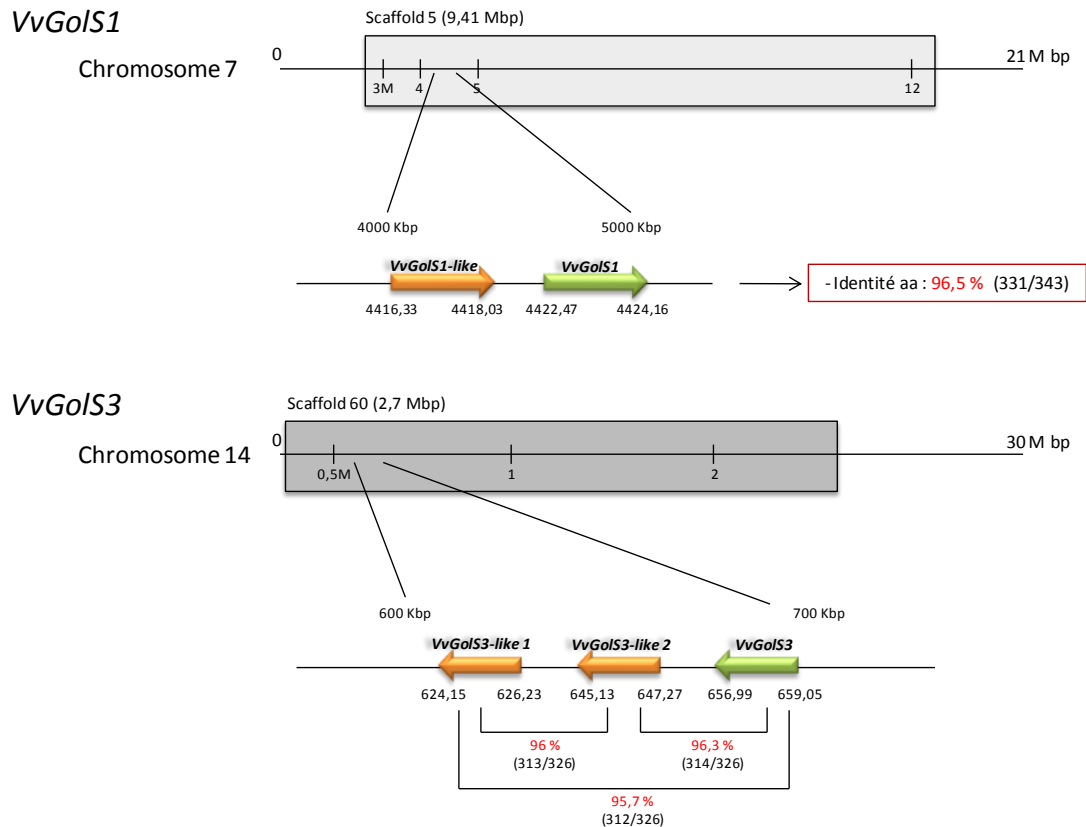 VvGolS1
Scaffold 5 (9,41 Mbp)
0
21 M bp
Chromosome 7
3M 4 5 12
4000 Kbp 5000 Kbp
VvGolS1-like VvGolS1
- Identité aa : 96,5 % (331/343)
4416,33 4418,03 4422,47 4424,16
VvGolS3
Scaffold 60 (2,7 Mbp)
0
30 M bp
Chromosome 14
0,5M 1 2
600 Kbp 700 Kbp
VvGolS3-like 1 VvGolS3-like 2 VvGolS3
624,15 626,23 645,13 647,27 656,99 659,05
96 % 96,3 %
(313/326) (314/326)
95,7 %
(312/326)